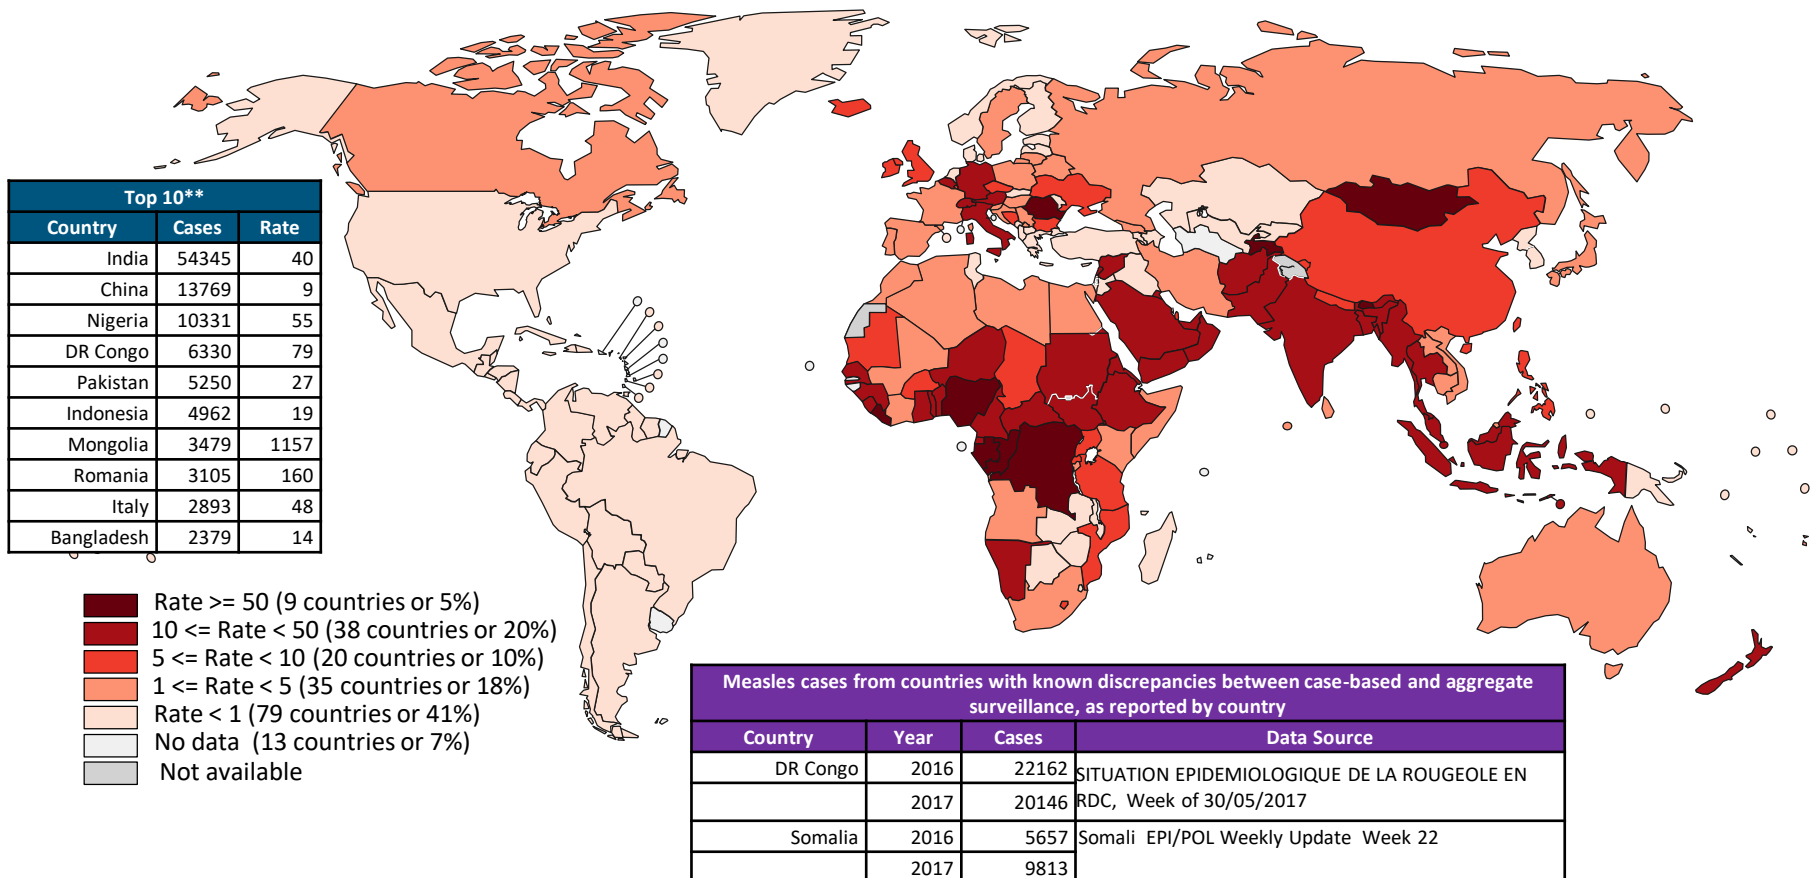 Top 10**
Country Cases Rate
India 54345 40
China 13769 9
Nigeria 10331 55
DR Congo 6330 79
Pakistan 5250 27
Indonesia 4962 19
Mongolia 3479 1157
Romania 3105 160
Italy 2893 48
Bangladesh 2379 14
Rate >= 50 (9 countries or 5%)
10 <= Rate < 50 (38 countries or 20%)
5 <= Rate < 10 (20 countries or 10%)
1 <= Rate < 5 (35 countries or 18%)
Rate < 1 (79 countries or 41%)
No data (13 countries or 7%)
Not available
Measles cases from countries with known discrepancies between case-based and aggregate
surveillance, as reported by country
Country Year Cases Data Source
DR Congo 2016 22162 SITUATION EPIDEMIOLOGIQUE DE LA ROUGEOLE EN
2017 20146 RDC, Week of 30/05/2017
Somalia 2016 5657 Somali EPI/POL Weekly Update Week 22
2017 9813